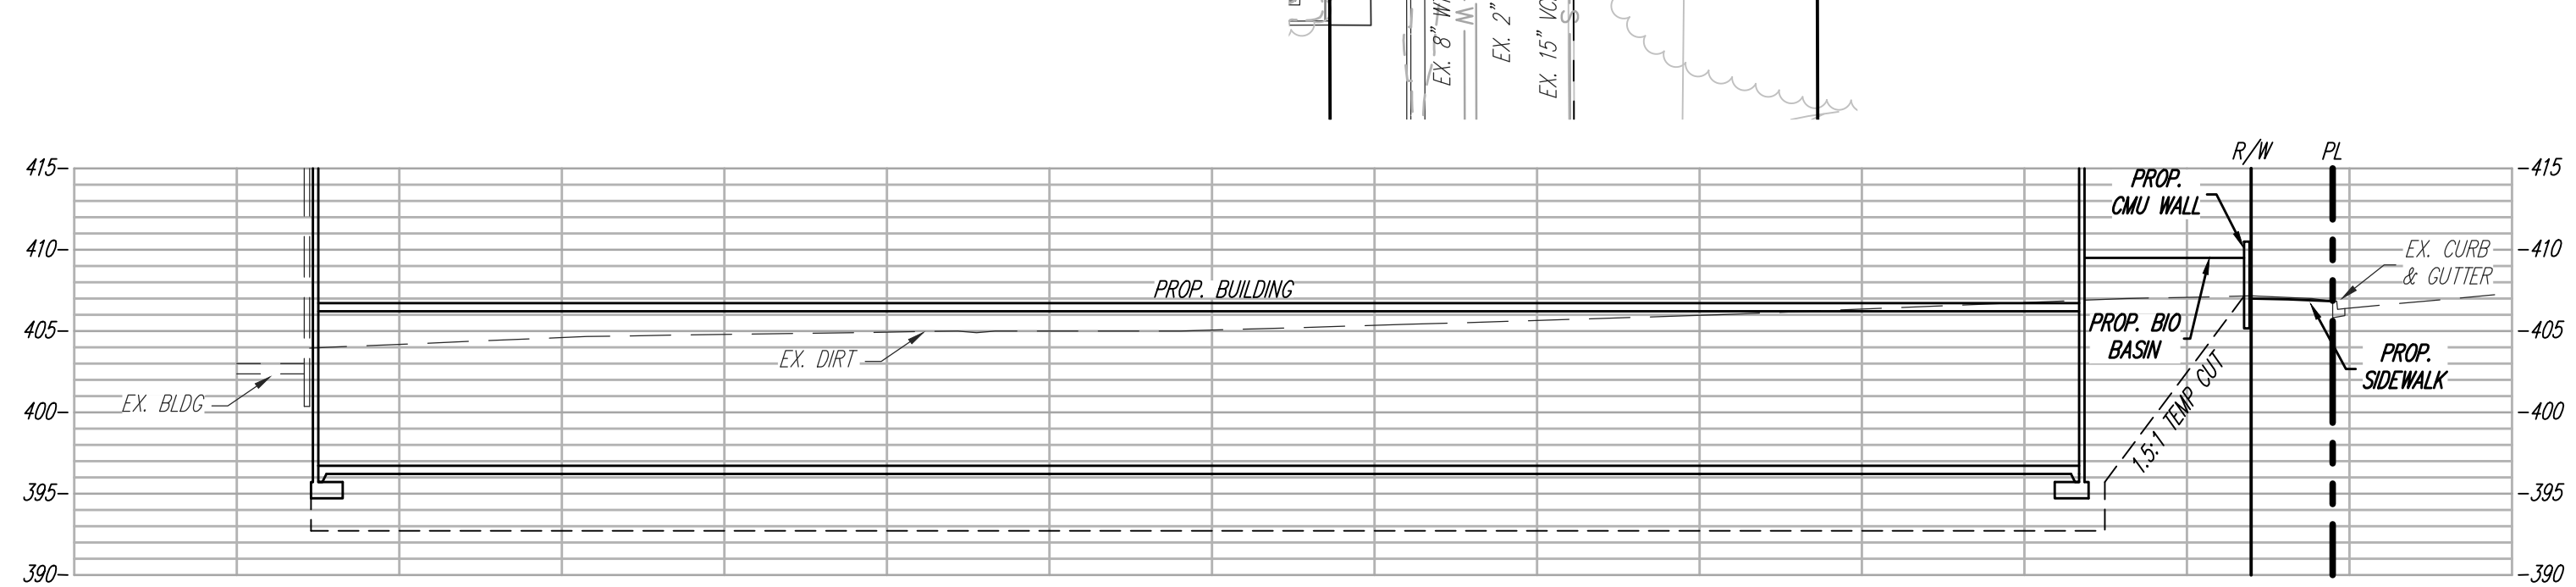 EX. 8" W
EX. 2"
EX. 15" VC
W
S
R/W
PL
415
415
PROP.
CMU WALL
410
410
EX. CURB
& GUTTER
PROP. BUILDING
405
405
PROP. BIO
BASIN
EX. DIRT
PROP.
SIDEWALK
EX. BLDG
400
400
1.5:1 TEMP CUT
395
395
390
390